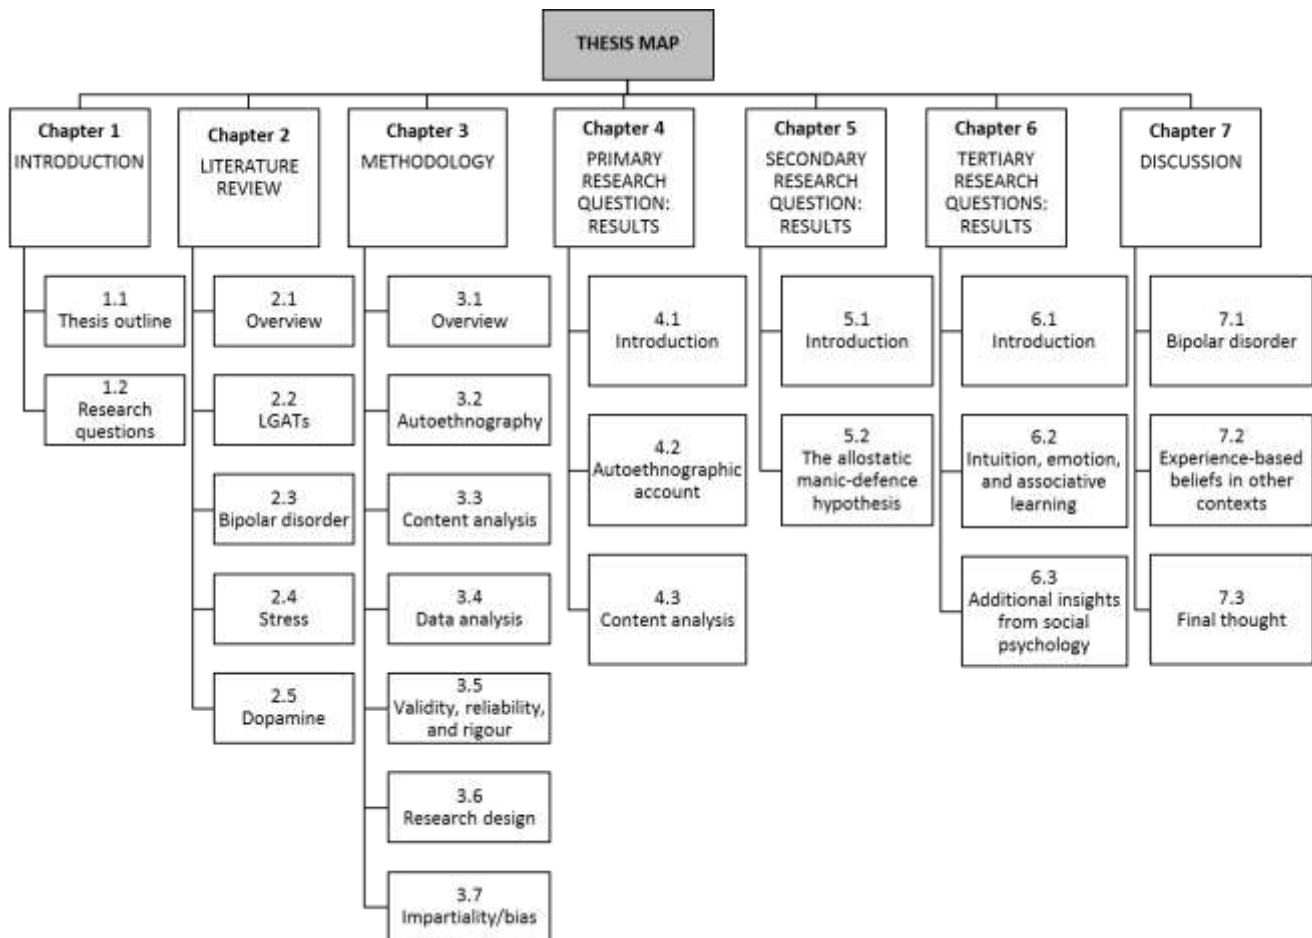 THESIS MAP
Chapter 1
INTRODUCTION
1.1
Thesis outline
1.2
Research
questions
Chapter 2
LITERATURE
REVIEW
2.1
Overview
2.2
LGATs
2.3
Bipolar disorder
2.4
Stress
2.5
Dopamine
Chapter 3
METHODOLOGY
3.1
Overview
3.2
Autoethnography
3.3
Content analysis
3.4
Data analysis
3.5
Validity, reliability,
and rigour
3.6
Research design
3.7
Impartiality/bias
Chapter 4
PRIMARY
RESEARCH
QUESTION:
RESULTS
4.1
Introduction
4.2
Autoethnographic
account
4.3
Content analysis
Chapter 5
SECONDARY
RESEARCH
QUESTION:
RESULTS
5.1
Introduction
5.2
The allostatic
manic-defence
hypothesis
Chapter 6
TERTIARY
RESEARCH
QUESTIONS:
RESULTS
6.1
Introduction
6.2
Intuition, emotion,
and associative
learning
6.3
Additional insights
from social
psychology
Chapter 7
DISCUSSION
7.1
Bipolar disorder
7.2
Experience-based
beliefs in other
contexts
7.3
Final thought